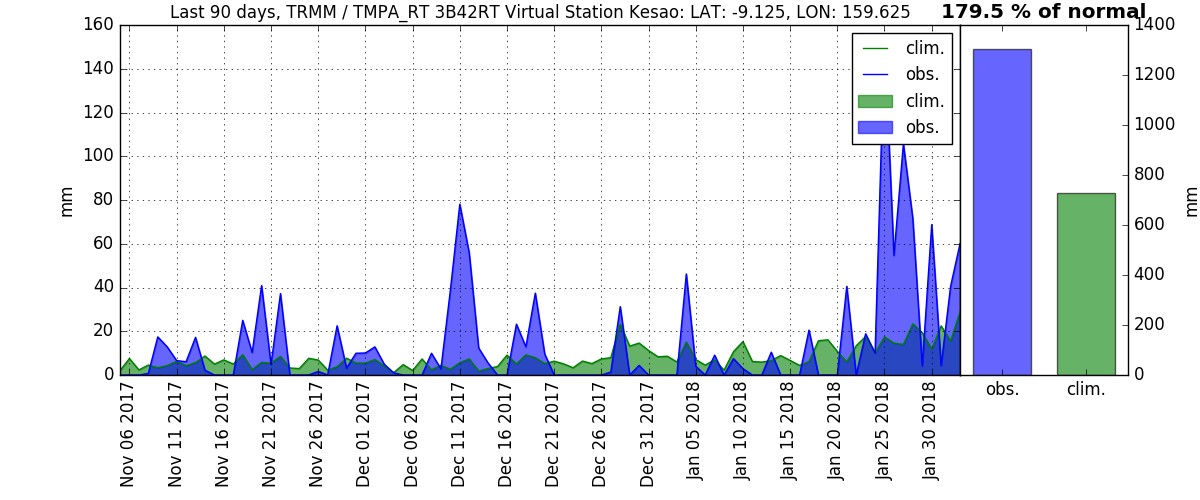 Last 90 days, TRMM / TMPA_RT 3B42RT Virtual Station Kesao: LAT: -9.125, LON: 159.625
179.5 % of normal
160
140
120
100
80
60
40
20
0
mm
clim.
obs.
clim.
obs.
1400
1200
1000
800
600
400
200
0
mm
Nov 06 2017
Nov 11 2017
Nov 16 2017
Nov 21 2017
Nov 26 2017
Dec 01 2017
Dec 06 2017
Dec 11 2017
Dec 16 2017
Dec 21 2017
Dec 26 2017
Dec 31 2017
Jan 05 2018
Jan 10 2018
Jan 15 2018
Jan 20 2018
Jan 25 2018
Jan 30 2018
obs.
clim.